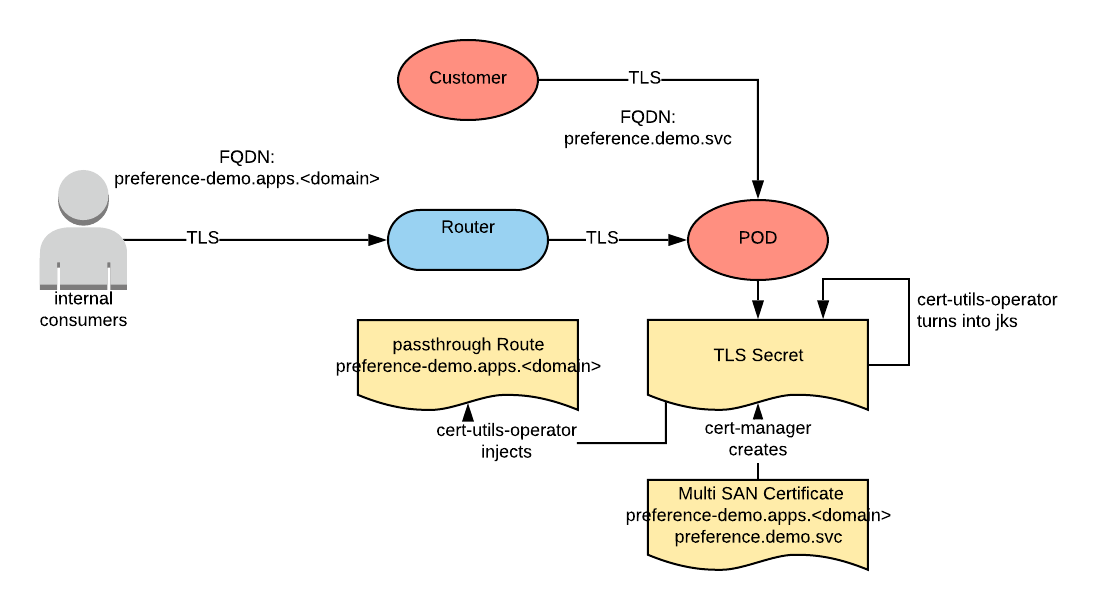 Customer
TLS
FQDN:
preference.demo.svc
FQDN:
preference-demo.apps.<domain>
TLS
Router
TLS
POD
internal
consumers
cert-utils-operator
turns into jks
passthrough Route
preference-demo.apps.<domain>
TLS Secret
cert-utils-operator
injects
cert-manager
creates
Multi SAN Certificate
preference-demo.apps.<domain>
preference.demo.svc